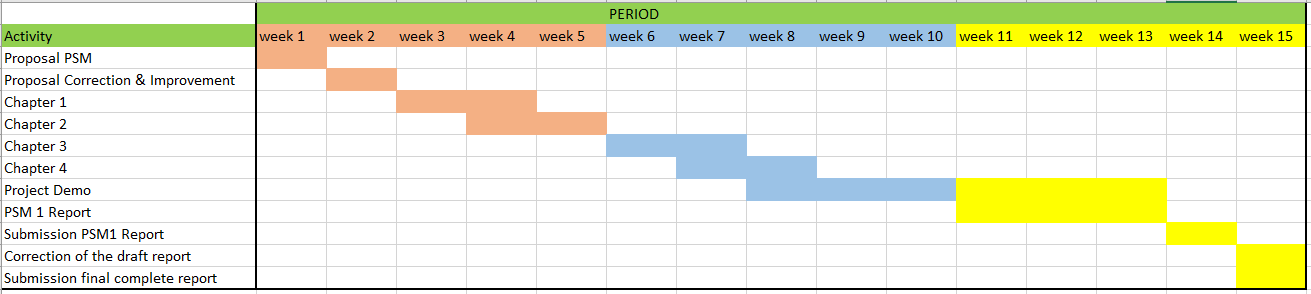 PERIOD
Activity week 1 week 2 week 3 week 4 week 5 week 6 week 7 week 8 week 9 week 10 week 11 week 12 week 13 week 14 week 15
Proposal PSM
Proposal Correction & Improvement
Chapter 1
Chapter 2
Chapter 3
Chapter 4
Project Demo
PSM 1 Report
Submission PSM1 Report
Correction of the draft report
Submission final complete report